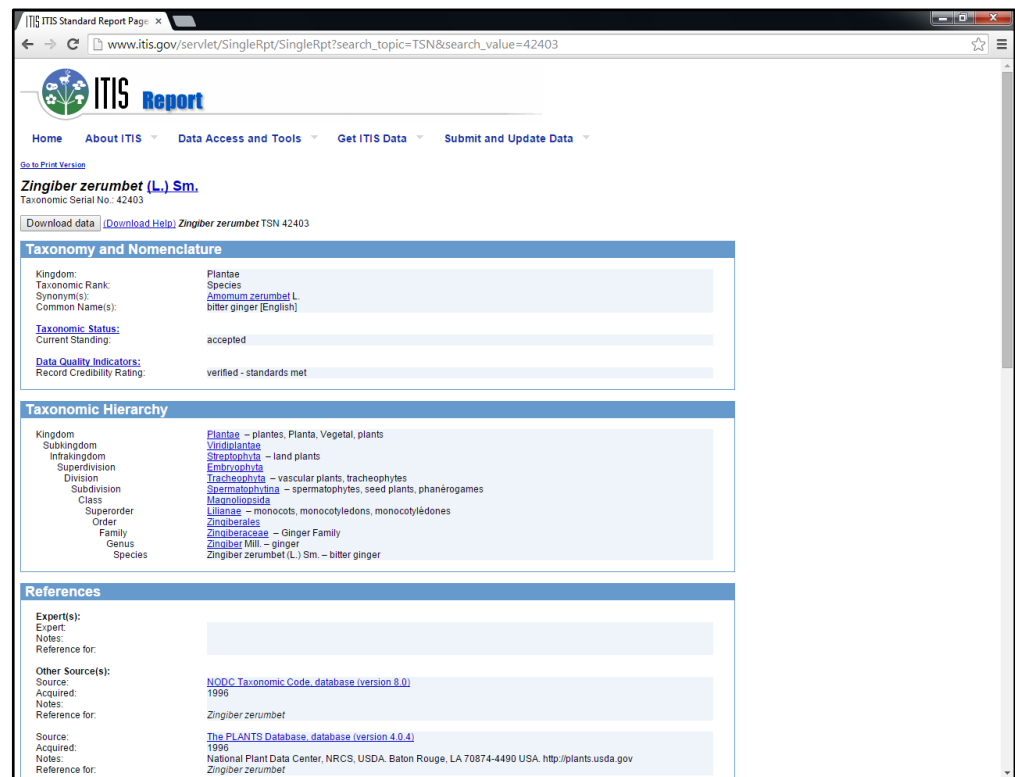 ITIS Standard Report Page
www.itis.gov/servlet/SingleRpt/SingleRpt?search_topic=TSN&search_value=42403
ITIS Report
Home About ITIS Data Access and Tools Get ITIS Data Submit and Update Data
Go to Print Version
Zingiber zerumbet (L.) Sm.
Taxonomic Serial No.: 42403
Download data (Download Help) Zingiber zerumbet TSN 42403
Taxonomy and Nomenclature
Kingdom: Plantae
Taxonomic Rank: Species
Synonym(s): Amomum zerumbet L.
Common Name(s): bitter ginger [English]
Taxonomic Status:
Current Standing: accepted
Data Quality Indicators:
Record Credibility Rating: verified - standards met
Taxonomic Hierarchy
Kingdom Plantae – plantes, Planta, Vegetal, plants
Subkingdom Viridiplantae
Infrakingdom Streptophyta – land plants
Superdivision Embryophyta
Division Tracheophyta – vascular plants, tracheophytes
Subdivision Spermatophytina – spermatophytes, seed plants, phanérogames
Class Magnoliopsida
Superorder Lilianae – monocots, monocotyledons, monocotylédones
Order Zingiberales
Family Zingiberaceae – Ginger Family
Genus Zingiber Mill. – ginger
Species Zingiber zerumbet (L.) Sm. – bitter ginger
References
Expert(s):
Expert:
Notes:
Reference for:
Other Source(s):
Source: NODC Taxonomic Code, database (version 8.0)
Acquired: 1996
Notes:
Reference for: Zingiber zerumbet
Source: The PLANTS Database, database (version 4.0.4)
Acquired: 1996
Notes: National Plant Data Center, NRCS, USDA. Baton Rouge, LA 70874-4490 USA. http://plants.usda.gov
Reference for: Zingiber zerumbet